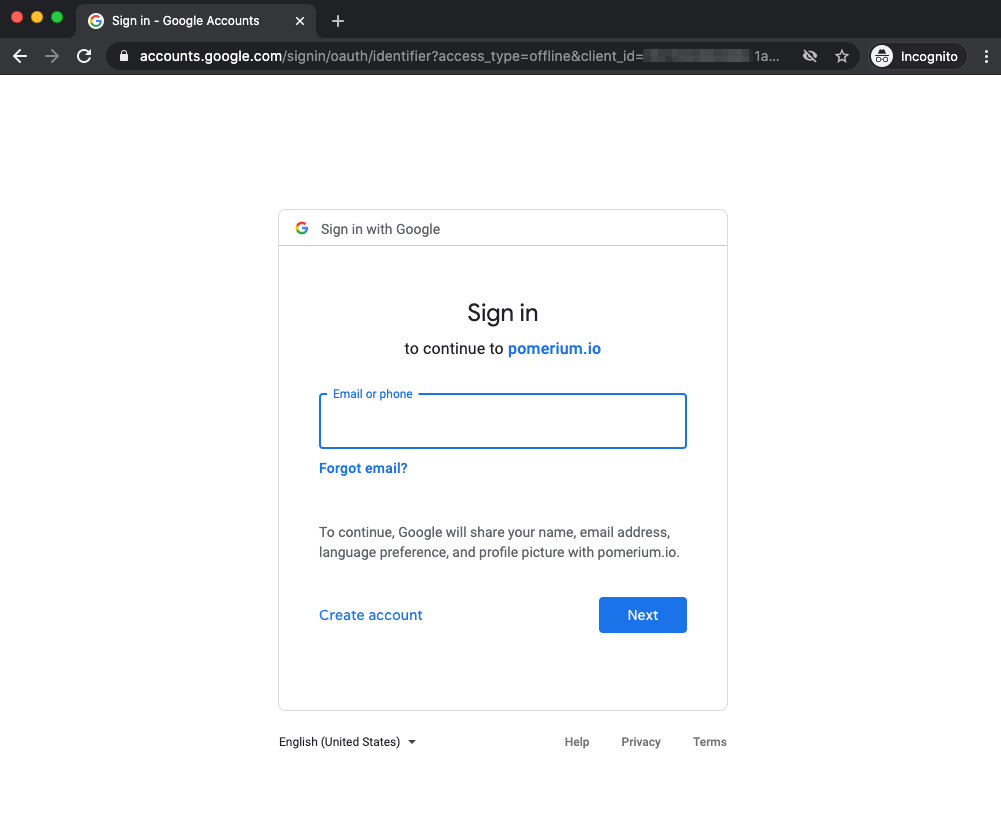 Sign in - Google Accounts
accounts.google.com/signin/oauth/identifier?access_type=offline&client_id= 1a...
Incognito
Sign in with Google
Sign in
to continue to pomerium.io
Email or phone
Forgot email?
To continue, Google will share your name, email address,
language preference, and profile picture with pomerium.io.
Create account
Next
English (United States)
Help
Privacy
Terms